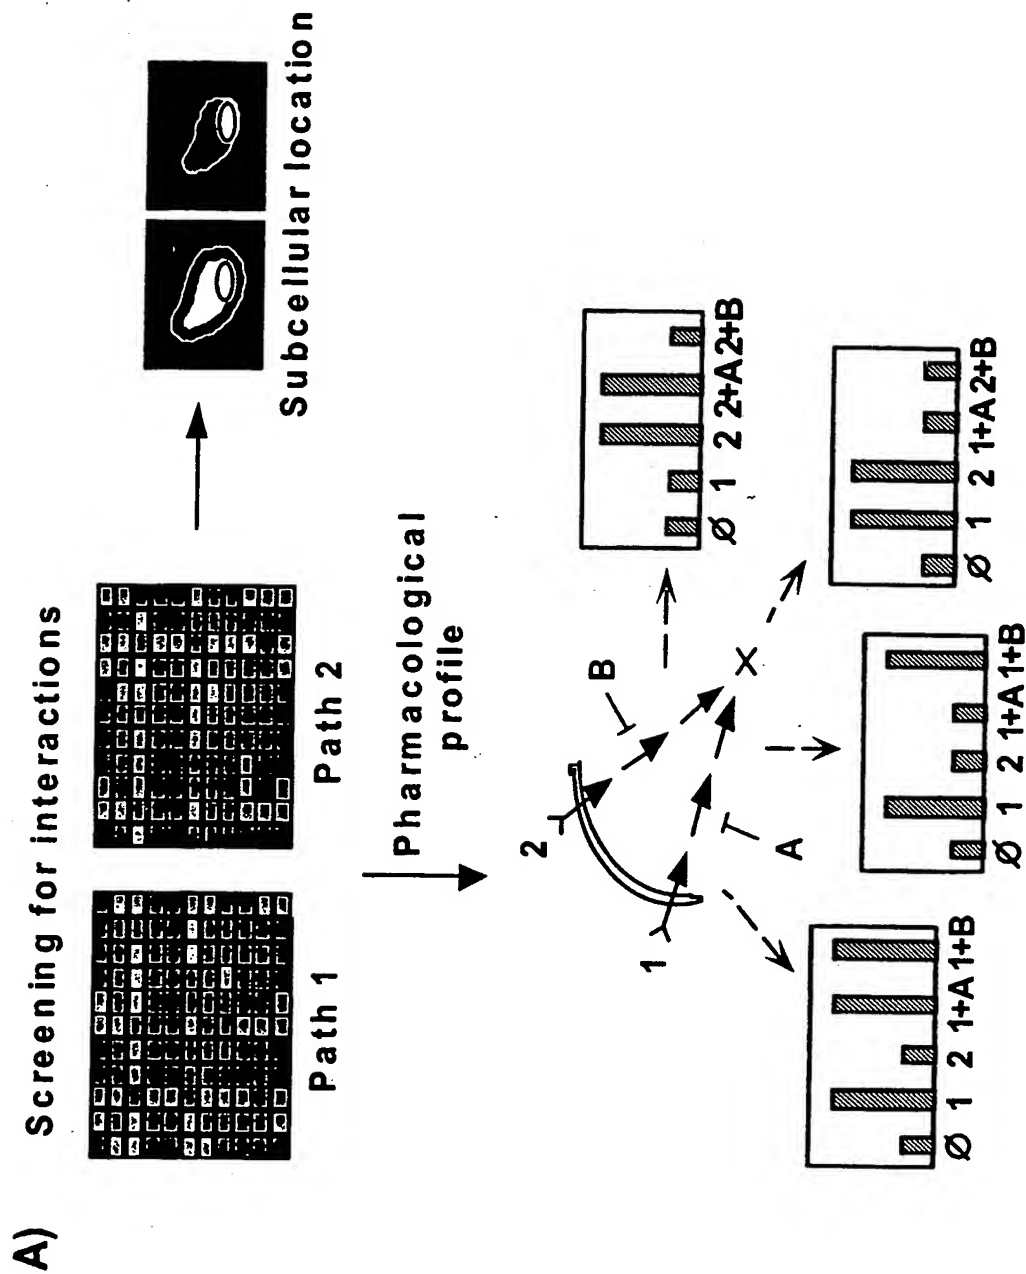 A)
Screening for interactions
Path 1
Path 2
Subcellular location
Pharmacological
profile
1
2
A
B
X
Ø 1 2 1+A 1+B
Ø 1 2 1+A 1+B
Ø 1 2 1+A 2+B
Ø 1 2 2+A 2+B